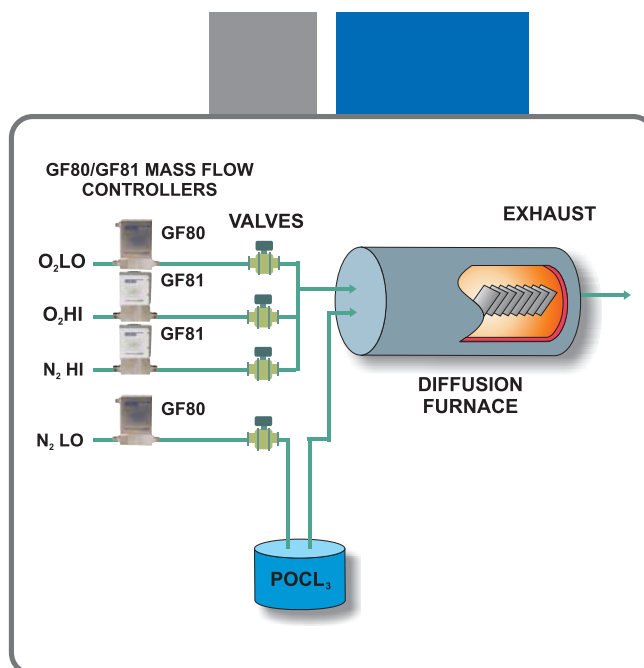 GF80/GF81 MASS FLOW
CONTROLLERS
VALVES
EXHAUST
GF80
O₂LO
GF81
O₂HI
GF81
N₂ HI
DIFFUSION
FURNACE
GF80
N₂ LO
POCL₃